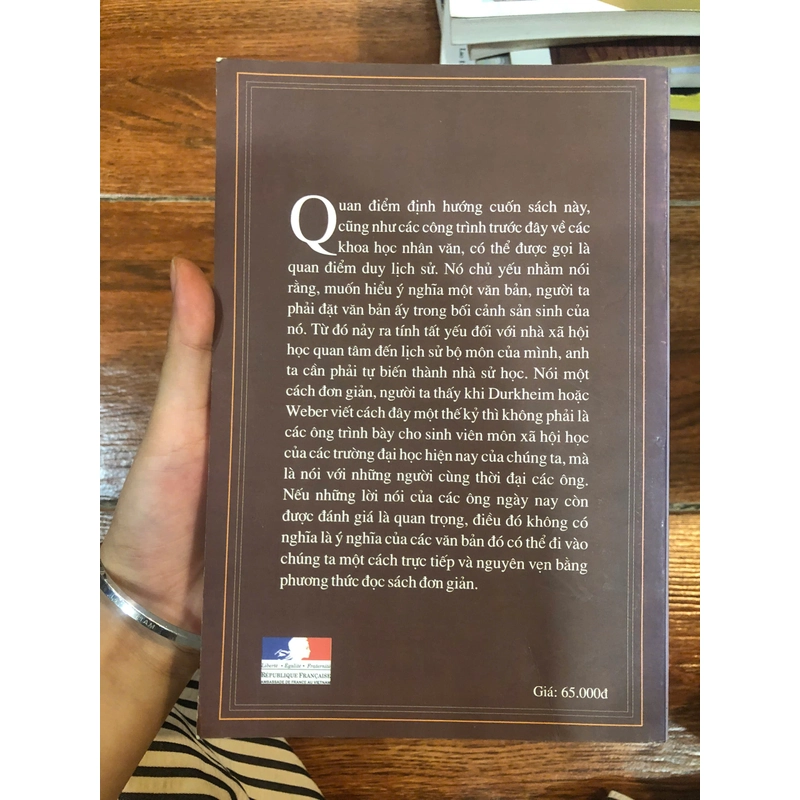 Quan điểm định hướng cuốn sách này,
cũng như các công trình trước đây về các
khoa học nhân văn, có thể được gọi là
quan điểm duy lịch sử. Nó chủ yếu nhằm nói
rằng, muốn hiểu ý nghĩa một văn bản, người ta
phải đặt văn bản ấy trong bối cảnh sản sinh của
nó. Từ đó nảy ra tính tất yếu đối với nhà xã hội
học quan tâm đến lịch sử bộ môn của mình, anh
ta cần phải tự biến thành nhà sử học. Nói một
cách đơn giản, người ta thấy khi Durkheim hoặc
Weber viết cách đây một thế kỷ thì không phải là
các ông trình bày cho sinh viên môn xã hội học
của các trường đại học hiện nay của chúng ta, mà
là nói với những người cùng thời đại các ông.
Nếu những lời nói của các ông ngày nay còn
được đánh giá là quan trọng, điều đó không có
nghĩa là ý nghĩa của các văn bản đó có thể đi vào
chúng ta một cách trực tiếp và nguyên vẹn bằng
phương thức đọc sách đơn giản.
Liberté • Égalité • Fraternité
RÉPUBLIQUE FRANÇAISE
AMBASSADE DE FRANCE AU VIETNAM
Giá: 65.000đ